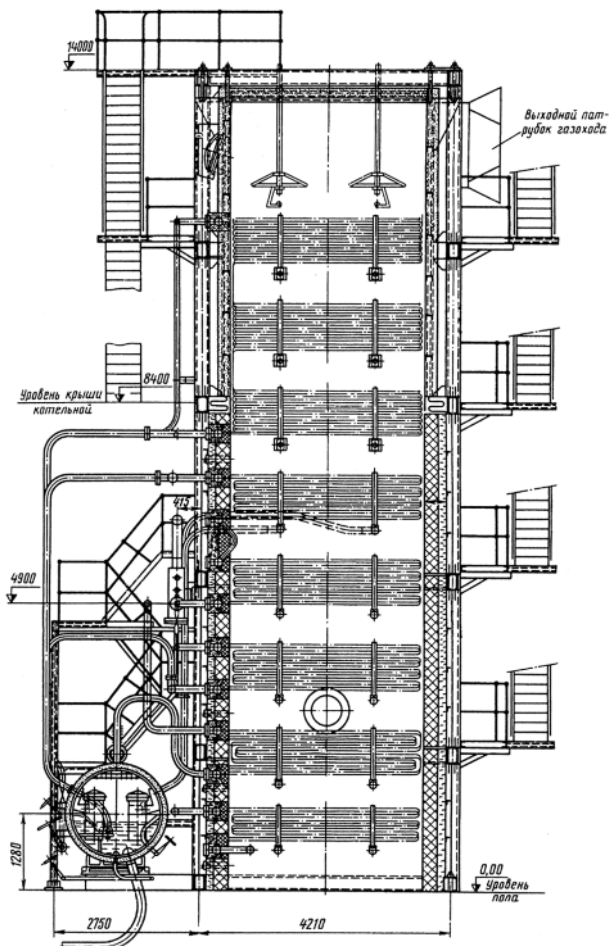 14000
Выходной пат-
рубок газохода
8400
Уровень крыши
котельной
415
4900
1280
0,00
Уровень
пола
2750
4210